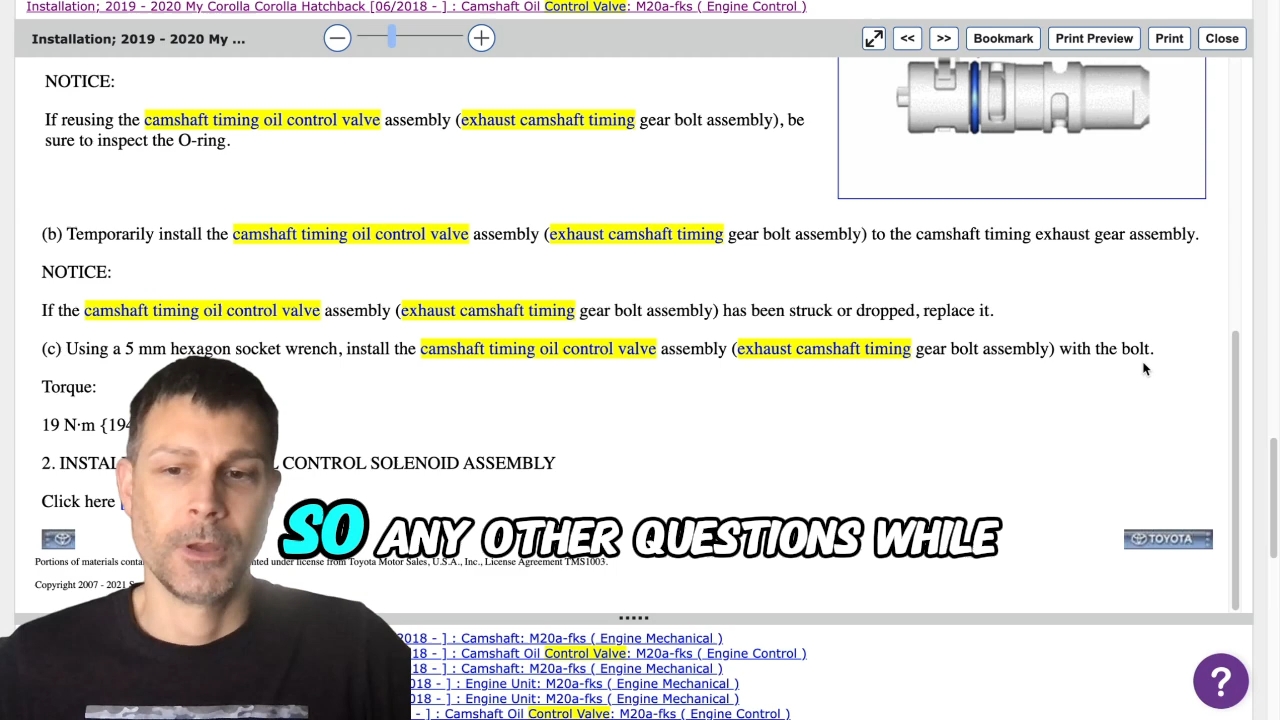 Installation; 2019 - 2020 My Corolla Corolla Hatchback [06/2018 - ] : Camshaft Oil Control Valve: M20a-fks ( Engine Control )
Installation; 2019 - 2020 My ...
<< >> Bookmark Print Preview Print Close
NOTICE:
If reusing the camshaft timing oil control valve assembly (exhaust camshaft timing gear bolt assembly), be
sure to inspect the O-ring.
(b) Temporarily install the camshaft timing oil control valve assembly (exhaust camshaft timing gear bolt assembly) to the camshaft timing exhaust gear assembly.
NOTICE:
If the camshaft timing oil control valve assembly (exhaust camshaft timing gear bolt assembly) has been struck or dropped, replace it.
(c) Using a 5 mm hexagon socket wrench, install the camshaft timing oil control valve assembly (exhaust camshaft timing gear bolt assembly) with the bolt.
Torque:
19 N·m {194
2. INSTAL CONTROL SOLENOID ASSEMBLY
Click here
SO ANY OTHER QUESTIONS WHILE
TOYOTA
Portions of materials conta nted under license from Toyota Motor Sales, U.S.A., Inc., License Agreement TMS1003.
Copyright 2007 - 2021 S
2018 - ] : Camshaft: M20a-fks ( Engine Mechanical )
2018 - ] : Camshaft Oil Control Valve: M20a-fks ( Engine Control )
018 - ] : Camshaft: M20a-fks ( Engine Mechanical )
018 - ] : Engine Unit: M20a-fks ( Engine Mechanical )
018 - ] : Engine Unit: M20a-fks ( Engine Mechanical )
- ] : Camshaft Oil Control Valve: M20a-fks ( Engine Control )
?